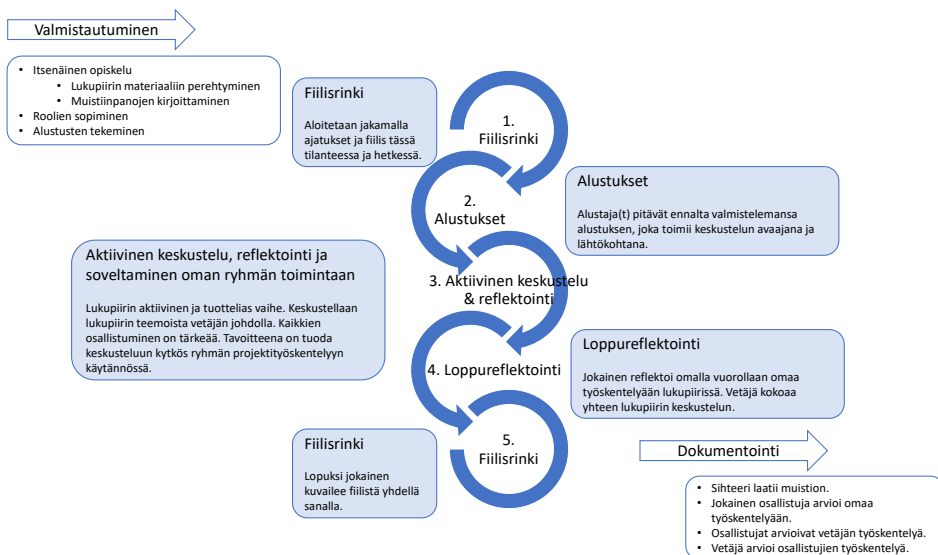 Valmistautuminen
• Itsenäinen opiskelu
• Lukupiirin materiaaliin perehtyminen
• Muistiinpanojen kirjoittaminen
• Roolien sopiminen
• Alustusten tekeminen
Fiilisrinki
Aloitetaan jakamalla
ajatukset ja fiilis tässä
tilanteessa ja hetkessä.
1.
Fiilisrinki
2.
Alustukset
Alustukset
Alustaja(t) pitävät ennalta valmistelemansa
alustuksen, joka toimii keskustelun avaajana ja
lähtökohtana.
Aktiivinen keskustelu, reflektointi ja
soveltaminen oman ryhmän toimintaan
Lukupiirin aktiivinen ja tuottelias vaihe. Keskustellaan
lukupiirin teemoista vetäjän johdolla. Kaikkien
osallistuminen on tärkeää. Tavoitteena on tuoda
keskusteluun kytkös ryhmän projektityöskentelyyn
käytännössä.
3. Aktiivinen keskustelu
& reflektointi
4. Loppureflektointi
Loppureflektointi
Jokainen reflektoi omalla vuorollaan omaa
työskentelyään lukupiirissä. Vetäjä kokoaa
yhteen lukupiirin keskustelun.
Fiilisrinki
Lopuksi jokainen
kuvailee fiilistä yhdellä
sanalla.
5.
Fiilisrinki
Dokumentointi
• Sihteeri laatii muistion.
• Jokainen osallistuja arvioi omaa
työskentelyään.
• Osallistujat arvioivat vetäjän työskentelyä.
• Vetäjä arvioi osallistujien työskentelyä.